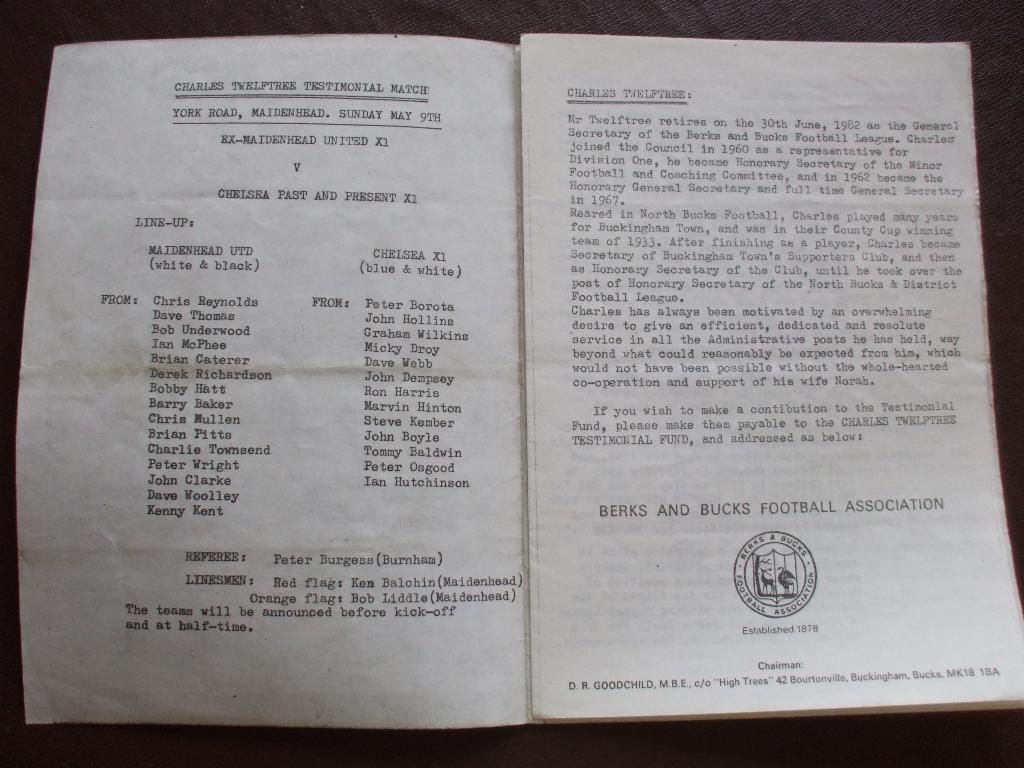 CHARLES TWELFTREE TESTIMONIAL MATCH
YORK ROAD, MAIDENHEAD. SUNDAY MAY 9TH
EX-MAIDENHEAD UNITED X1
V
CHELSEA PAST AND PRESENT X1
LINE-UP:
MAIDENHEAD UTD
(white & black)
CHELSEA X1
(blue & white)
FROM: Chris Reynolds
Dave Thomas
Bob Underwood
Ian McPhee
Brian Caterer
Derek Richardson
Bobby Hatt
Barry Baker
Chris Mullen
Brian Pitts
Charlie Townsend
Peter Wright
John Clarke
Dave Woolley
Kenny Kent
FROM: Peter Borota
John Hollins
Graham Wilkins
Micky Droy
Dave Webb
John Dempsey
Ron Harris
Marvin Hinton
Steve Kember
John Boyle
Tommy Baldwin
Peter Osgood
Ian Hutchinson
REFEREE: Peter Burgess(Burnham)
LINESMEN: Red flag: Ken Balchin(Maidenhead)
Orange flag: Bob Liddle(Maidenhead)
The teams will be announced before kick-off
and at half-time.
CHARLES TWELFTREE:
Mr Twelftree retires on the 30th June, 1982 as the General
Secretary of the Berks and Bucks Football League. Charles
joined the Council in 1960 as a representative for
Division One, he became Honorary Secretary of the Minor
Football and Coaching Committee, and in 1962 became the
Honorary General Secretary and full time General Secretary
in 1967.
Reared in North Bucks Football, Charles played many years
for Buckingham Town, and was in their County Cup winning
team of 1933. After finishing as a player, Charles became
Secretary of Buckingham Town's Supporters Club, and then
as Honorary Secretary of the Club, until he took over the
post of Honorary Secretary of the North Bucks & District
Football League.
Charles has always been motivated by an overwhelming
desire to give an efficient, dedicated and resolute
service in all the Administrative posts he has held, way
beyond what could reasonably be expected from him, which
would not have been possible without the whole-hearted
co-operation and support of his wife Norah.
If you wish to make a contibution to the Testimonial
Fund, please make them payable to the CHARLES TWELFTREE
TESTIMONIAL FUND, and addressed as below:
BERKS AND BUCKS FOOTBALL ASSOCIATION
BERKS & BUCKS
FOOTBALL ASSOCIATION
Established 1878
Chairman:
D. R. GOODCHILD, M.B.E., c/o "High Trees" 42 Bourtonville, Buckingham, Bucks. MK18 1BA